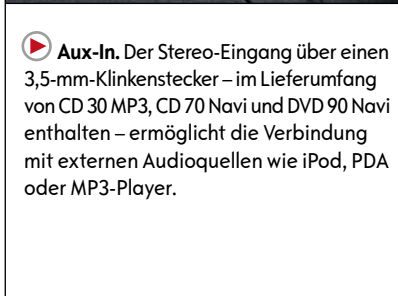 Aux-In. Der Stereo-Eingang über einen
3,5-mm-Klinkenstecker – im Lieferumfang
von CD 30 MP3, CD 70 Navi und DVD 90 Navi
enthalten – ermöglicht die Verbindung
mit externen Audioquellen wie iPod, PDA
oder MP3-Player.